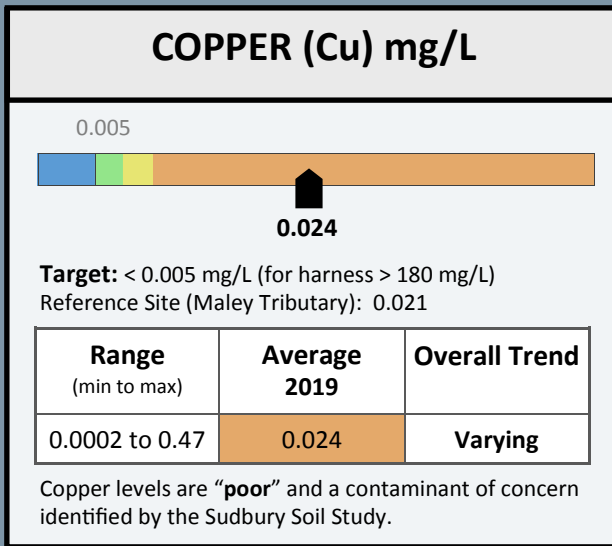 COPPER (Cu) mg/L
0.005
0.024
Target: < 0.005 mg/L (for harness > 180 mg/L)
Reference Site (Maley Tributary): 0.021
Range Average Overall Trend
(min to max) 2019
0.0002 to 0.47 0.024 Varying
Copper levels are “poor” and a contaminant of concern
identified by the Sudbury Soil Study.